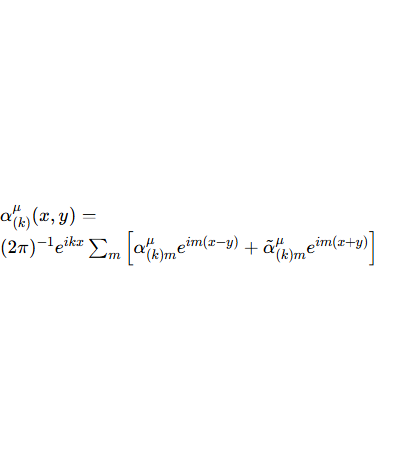 α^μ_{(k)}(x, y) =
(2π)^{-1}e^{ikx} ∑_m [α^μ_{(k)m}e^{im(x−y)} + α̃^μ_{(k)m}e^{im(x+y)}]